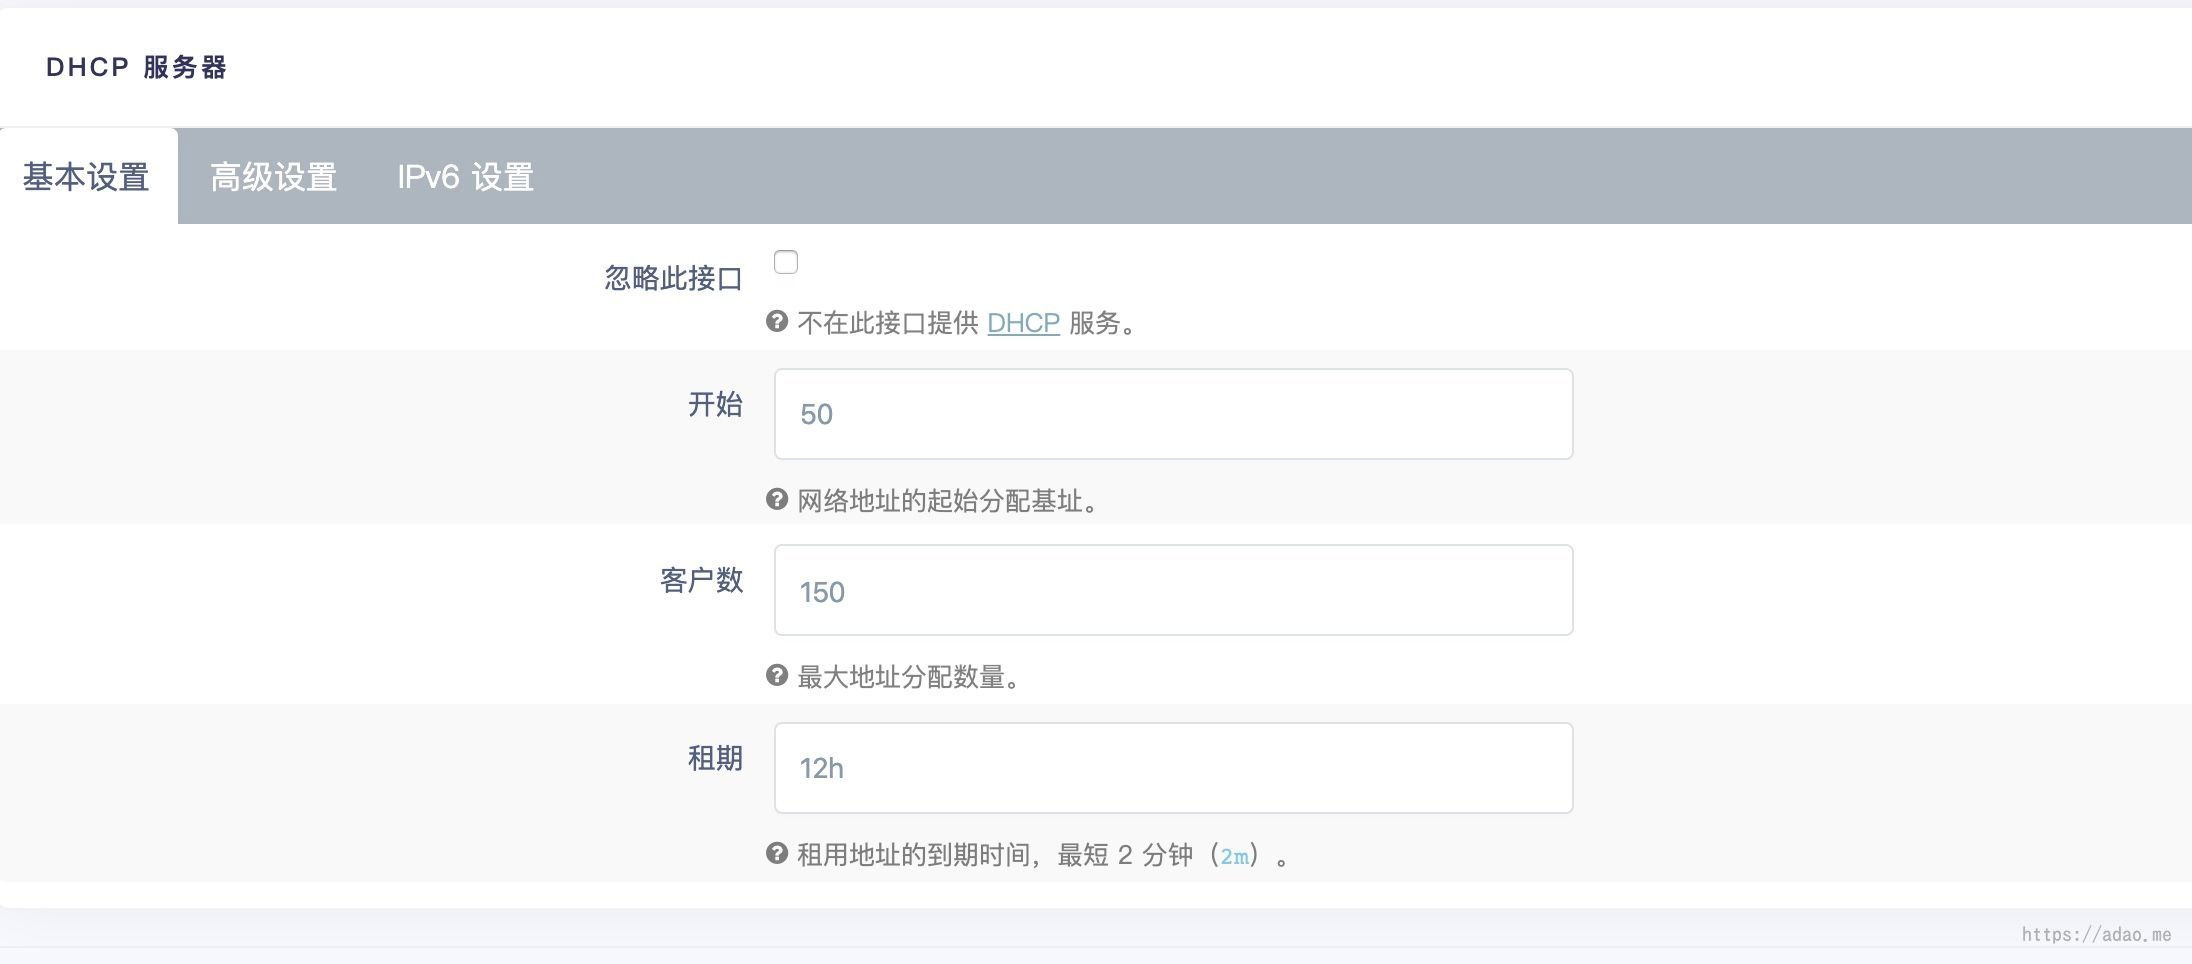 DHCP 服务器
基本设置 高级设置 IPv6 设置
忽略此接口
不在此接口提供 DHCP 服务。
开始
50
网络地址的起始分配基址。
客户数
150
最大地址分配数量。
租期
12h
租用地址的到期时间，最短 2 分钟（2m）。
https://adao.me